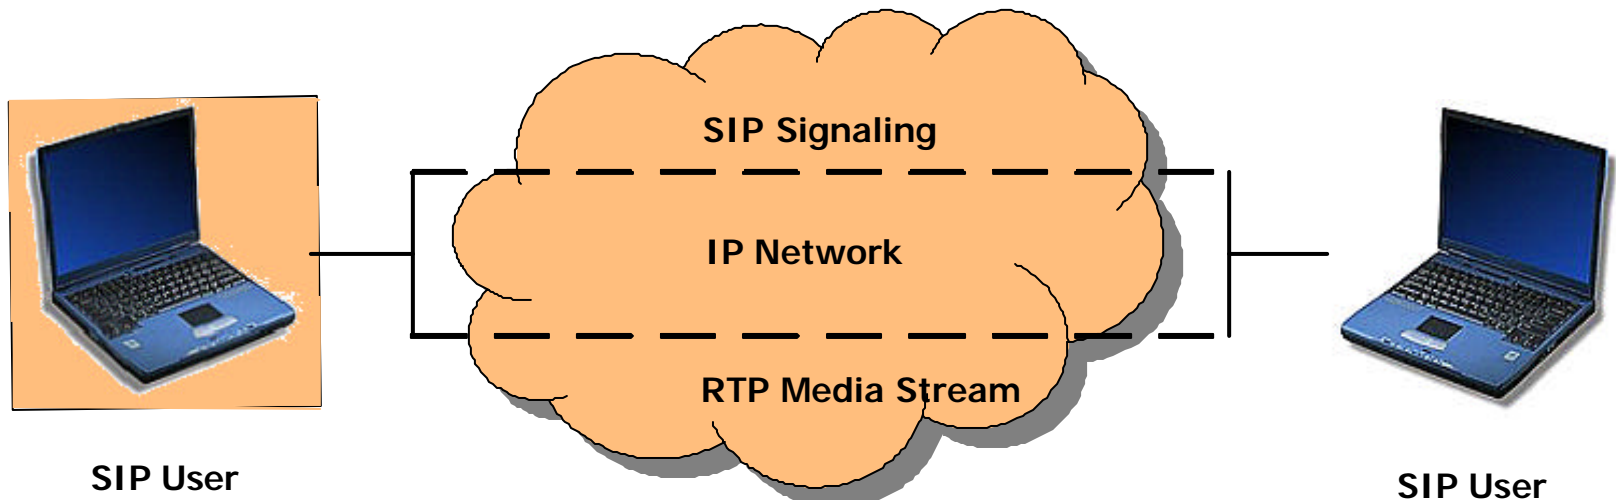 SIP Signaling
IP Network
RTP Media Stream
SIP User
SIP User